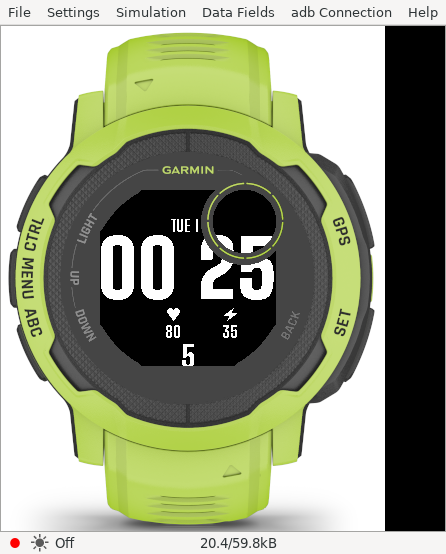 File Settings Simulation Data Fields adb Connection Help
GARMIN
LIGHT
CTRL
GPS
TUE
00 25
UP
MENU
DOWN
ABC
80 35
BACK
SET
5
Off 20.4/59.8kB